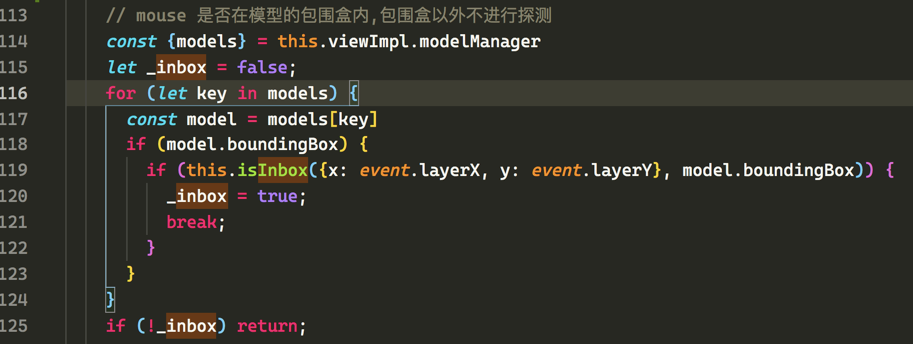 113 // mouse 是否在模型的包围盒内,包围盒以外不进行探测
114 const {models} = this.viewImpl.modelManager
115 let _inbox = false;
116 for (let key in models) {
117 const model = models[key]
118 if (model.boundingBox) {
119 if (this.isInbox({x: event.layerX, y: event.layerY}, model.boundingBox)) {
120 _inbox = true;
121 break;
122 }
123 }
124 }
125 if (!_inbox) return;